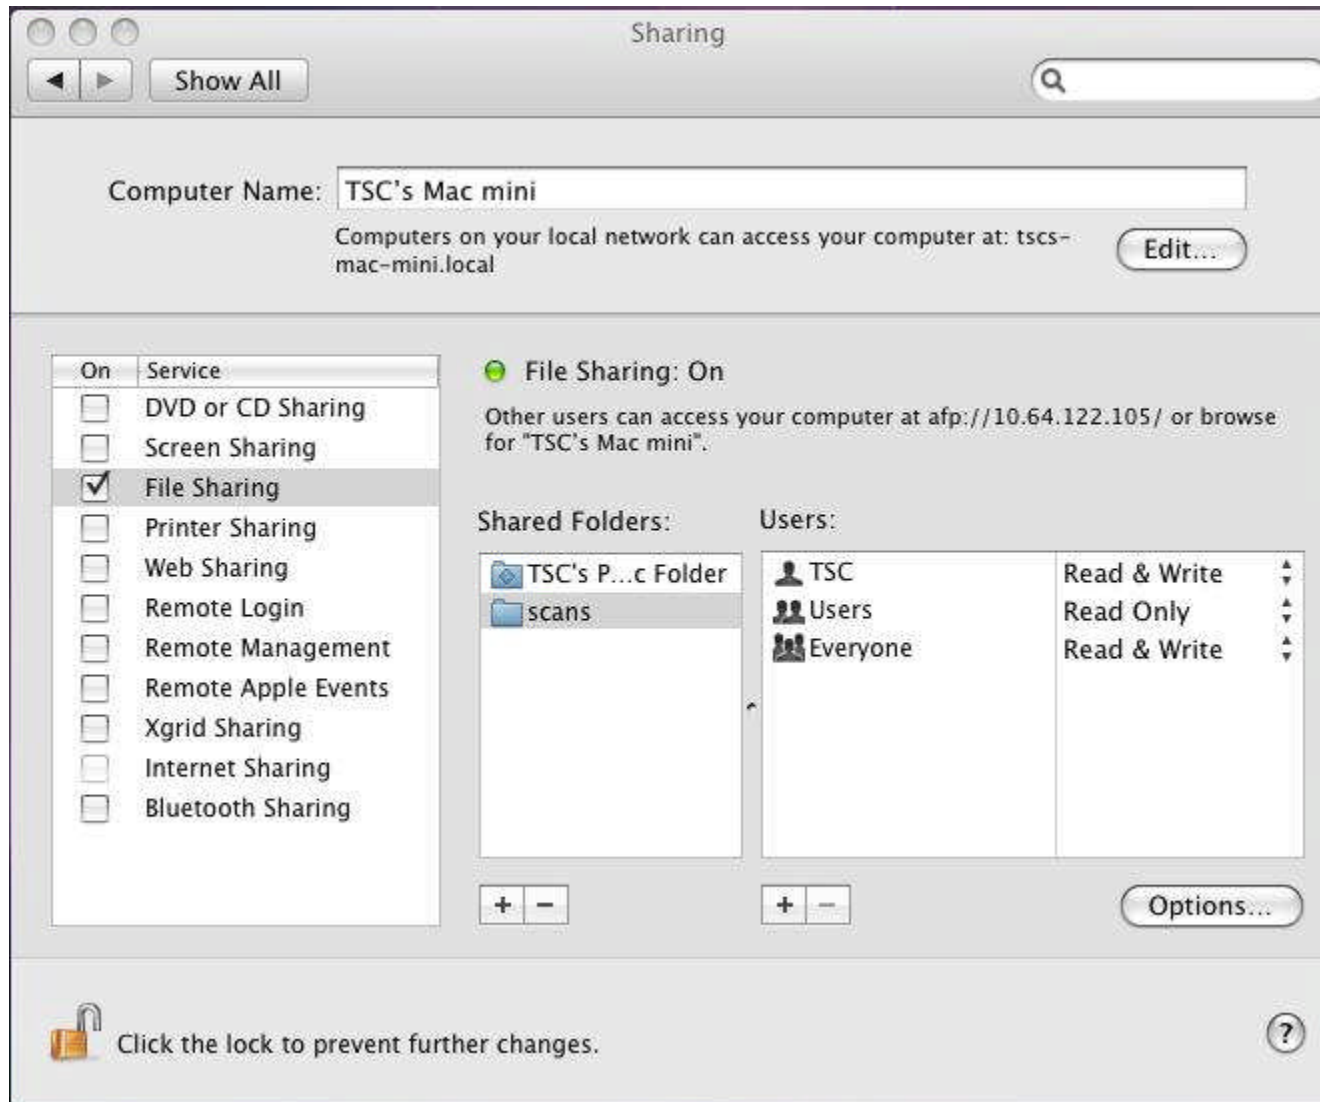 Sharing
Show All
Computer Name: TSC's Mac mini
Computers on your local network can access your computer at: tscs-
mac-mini.local
Edit...
On Service
DVD or CD Sharing
Screen Sharing
File Sharing
Printer Sharing
Web Sharing
Remote Login
Remote Management
Remote Apple Events
Xgrid Sharing
Internet Sharing
Bluetooth Sharing
File Sharing: On
Other users can access your computer at afp://10.64.122.105/ or browse
for "TSC's Mac mini".
Shared Folders:
TSC's P...c Folder
scans
Users:
TSC Read & Write
Users Read Only
Everyone Read & Write
+ −
+ −
Options...
Click the lock to prevent further changes.
?